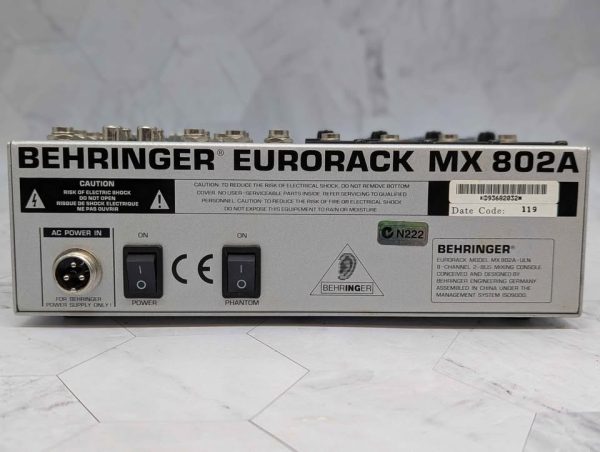 BEHRINGER® EURORACK MX 802A
CAUTION
RISK OF ELECTRIC SHOCK
DO NOT OPEN
RISQUE DE SHOCK ELECTRIQUE
NE PAS OUVRIR
CAUTION: TO REDUCE THE RISK OF ELECTRICAL SHOCK, DO NOT REMOVE BOTTOM
COVER. NO USER-SERVICEABLE PARTS INSIDE. REFER SERVICING TO QUALIFIED
PERSONNEL. CAUTION: TO REDUCE THE RISK OF FIRE OR ELECTRICAL SHOCK
DO NOT EXPOSE THIS EQUIPMENT TO RAIN OR MOISTURE
*D93602032*
Date Code: 119
AC POWER IN
FOR BEHRINGER
POWER SUPPLY ONLY!
ON
POWER
CE
ON
PHANTOM
BEHRINGER
N222
BEHRINGER®
EURORACK MODEL MX 802A-ULN
8-CHANNEL 2-BUS MIXING CONSOLE
CONCEIVED AND DESIGNED BY
BEHRINGER ENGINEERING GERMANY
ASSEMBLED IN CHINA UNDER THE
MANAGEMENT SYSTEM ISO9000.